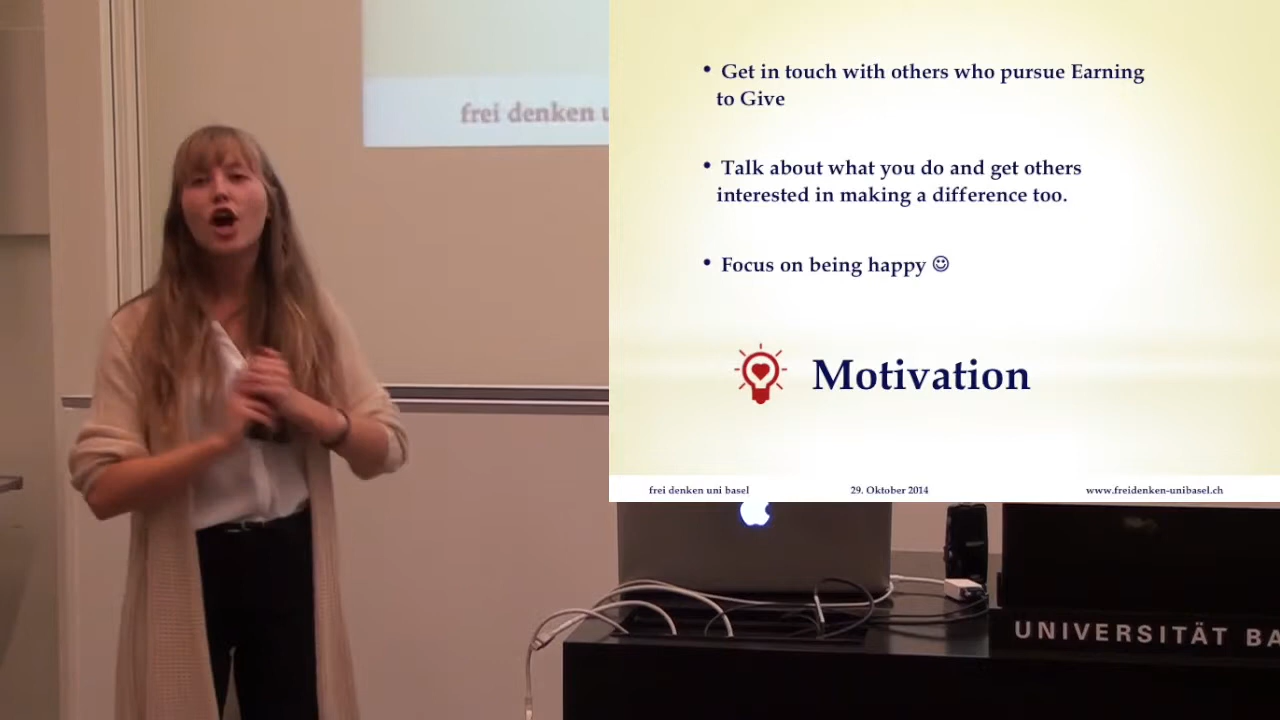 frei denken
• Get in touch with others who pursue Earning
to Give
• Talk about what you do and get others
interested in making a difference too.
• Focus on being happy ☺
Motivation
frei denken uni basel 29. Oktober 2014 www.freidenken-unibasel.ch
UNIVERSITÄT BA